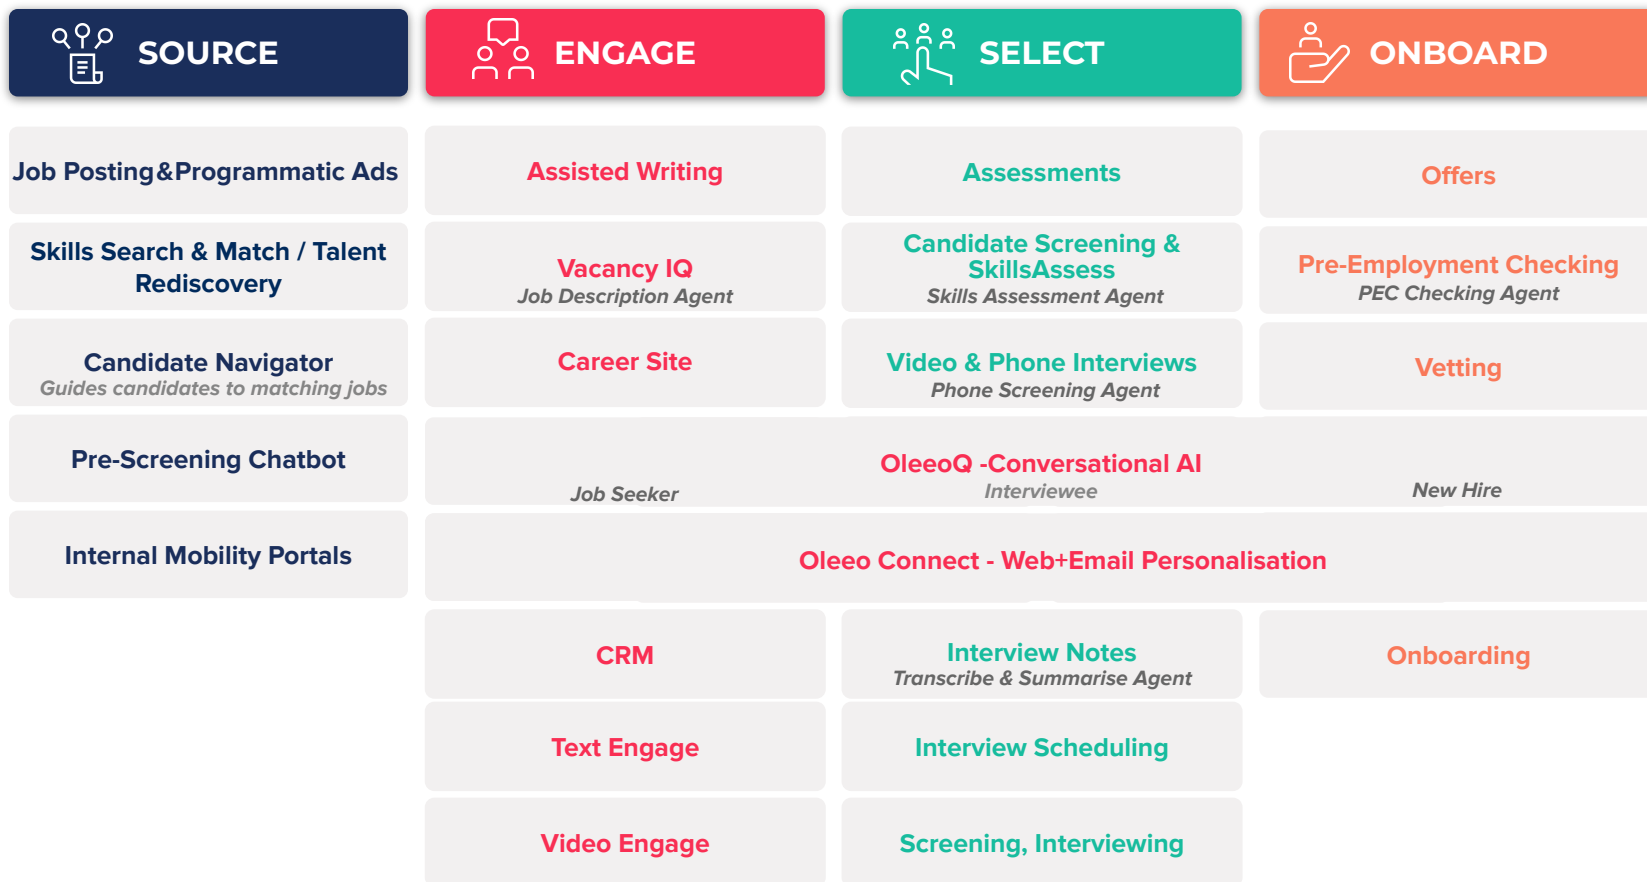 SOURCE
ENGAGE
SELECT
ONBOARD
Job Posting&Programmatic Ads
Assisted Writing
Assessments
Offers
Skills Search & Match / Talent
Rediscovery
Vacancy IQ
Job Description Agent
Candidate Screening &
SkillsAssess
Skills Assessment Agent
Pre-Employment Checking
PEC Checking Agent
Candidate Navigator
Guides candidates to matching jobs
Career Site
Video & Phone Interviews
Phone Screening Agent
Vetting
Pre-Screening Chatbot
OleeoQ -Conversational AI
Job Seeker
Interviewee
New Hire
Internal Mobility Portals
Oleeo Connect - Web+Email Personalisation
CRM
Interview Notes
Transcribe & Summarise Agent
Onboarding
Text Engage
Interview Scheduling
Video Engage
Screening, Interviewing